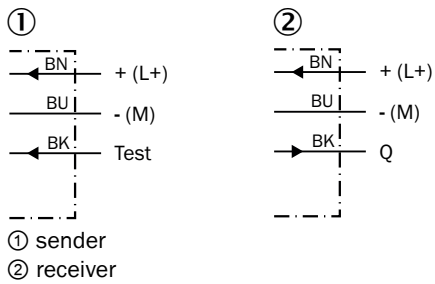 ① ②
BN + (L+) BN + (L+)
BU - (M) BU - (M)
BK Test BK Q
① sender
② receiver